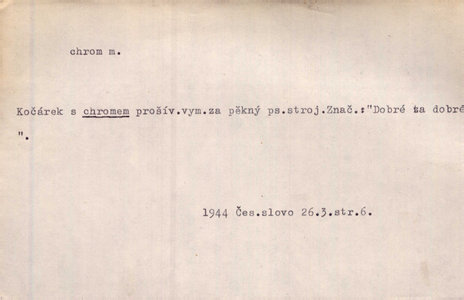 chrom m.
Kočárek s chromem prošív.vym.za pěkný ps.stroj.Znač.:"Dobré za dobré
".
1944 Čes.slovo 26.3.str.6.